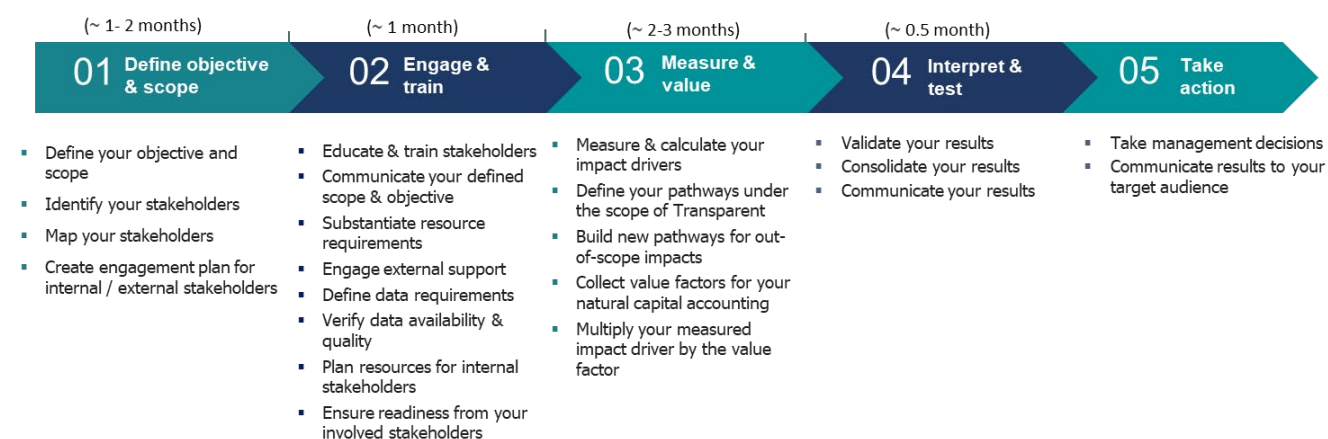 (~ 1- 2 months)
(~ 1 month)
(~ 2-3 months)
(~ 0.5 month)
01 Define objective
& scope
02 Engage &
train
03 Measure &
value
04 Interpret &
test
05 Take
action
▪ Define your objective and
scope
▪ Identify your stakeholders
▪ Map your stakeholders
▪ Create engagement plan for
internal / external stakeholders
▪ Educate & train stakeholders
▪ Communicate your defined
scope & objective
▪ Substantiate resource
requirements
▪ Engage external support
▪ Define data requirements
▪ Verify data availability &
quality
▪ Plan resources for internal
stakeholders
▪ Ensure readiness from your
involved stakeholders
▪ Measure & calculate your
impact drivers
▪ Define your pathways under
the scope of Transparent
▪ Build new pathways for out-
of-scope impacts
▪ Collect value factors for your
natural capital accounting
▪ Multiply your measured
impact driver by the value
factor
▪ Validate your results
▪ Consolidate your results
▪ Communicate your results
▪ Take management decisions
▪ Communicate results to your
target audience